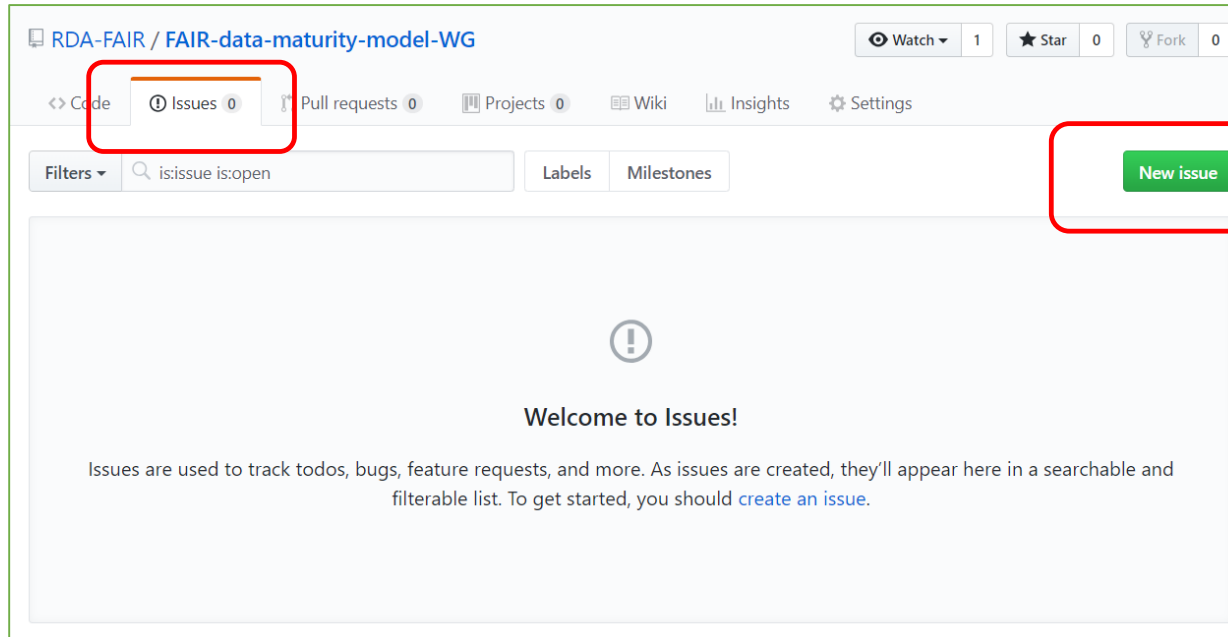 RDA-FAIR / FAIR-data-maturity-model-WG Watch 1 Star 0 Fork 0
<> Code Issues 0 Pull requests 0 Projects 0 Wiki Insights Settings
Filters is:issue is:open Labels Milestones New issue
Welcome to Issues!
Issues are used to track todos, bugs, feature requests, and more. As issues are created, they’ll appear here in a searchable and
filterable list. To get started, you should create an issue.